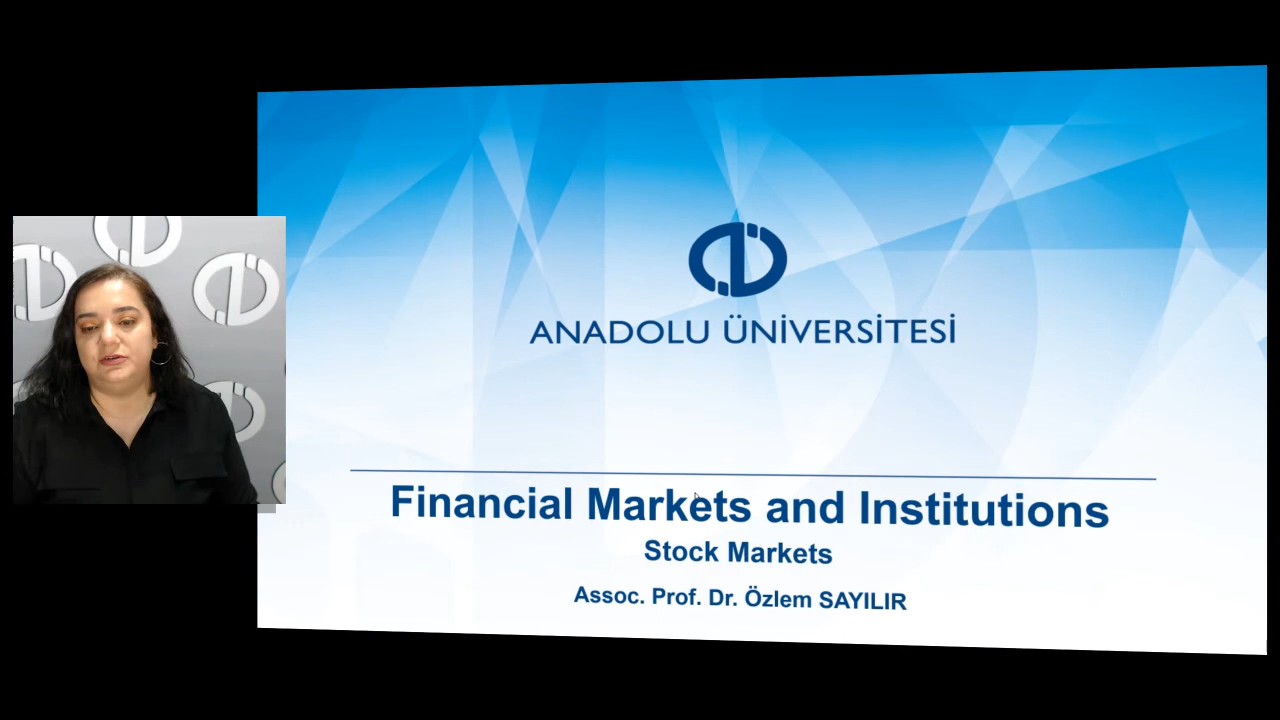 ANADOLU ÜNİVERSİTESİ
Financial Markets and Institutions
Stock Markets
Assoc. Prof. Dr. Özlem SAYILIR